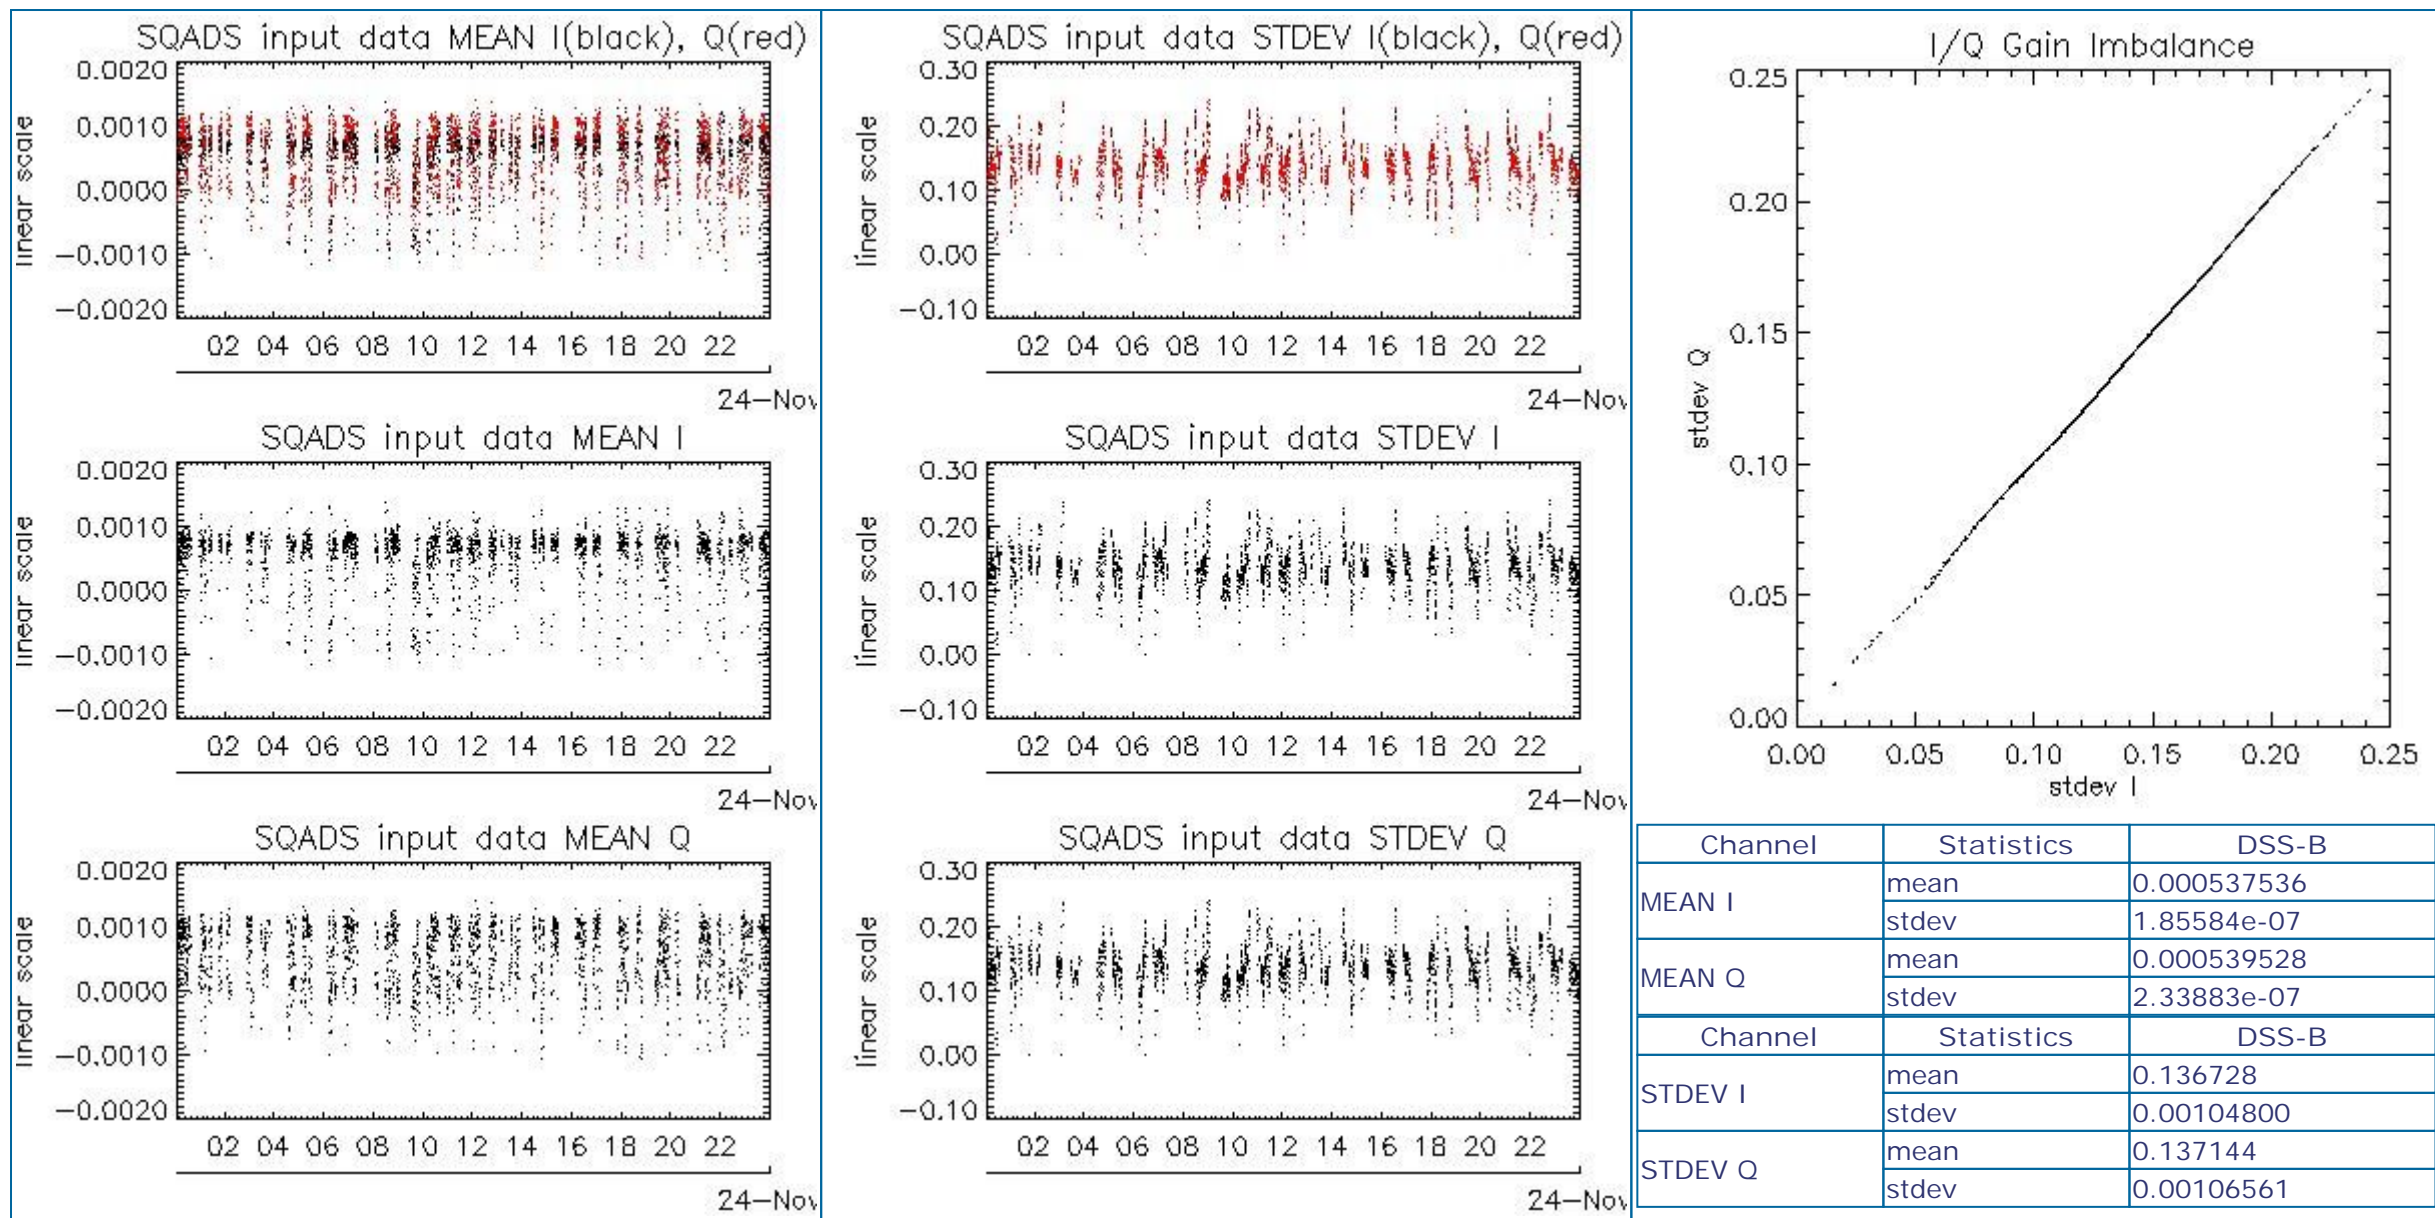 SQADS input data MEAN I(black), Q(red)
0.0020
0.0010
0.0000
-0.0010
-0.0020
linear scale
02 04 06 08 10 12 14 16 18 20 22
24-Nov
SQADS input data MEAN I
0.0020
0.0010
0.0000
-0.0010
-0.0020
linear scale
02 04 06 08 10 12 14 16 18 20 22
24-Nov
SQADS input data MEAN Q
0.0020
0.0010
0.0000
-0.0010
-0.0020
linear scale
02 04 06 08 10 12 14 16 18 20 22
24-Nov
SQADS input data STDEV I(black), Q(red)
0.30
0.20
0.10
0.00
-0.10
linear scale
02 04 06 08 10 12 14 16 18 20 22
24-Nov
SQADS input data STDEV I
0.30
0.20
0.10
0.00
-0.10
linear scale
02 04 06 08 10 12 14 16 18 20 22
24-Nov
SQADS input data STDEV Q
0.30
0.20
0.10
0.00
-0.10
linear scale
02 04 06 08 10 12 14 16 18 20 22
24-Nov
I/Q Gain Imbalance
0.25
0.20
0.15
0.10
0.05
0.00
stdev Q
0.00 0.05 0.10 0.15 0.20 0.25
stdev I
Channel Statistics DSS-B
MEAN I mean 0.000537536
stdev 1.85584e-07
MEAN Q mean 0.000539528
stdev 2.33883e-07
Channel Statistics DSS-B
STDEV I mean 0.136728
stdev 0.00104800
STDEV Q mean 0.137144
stdev 0.00106561